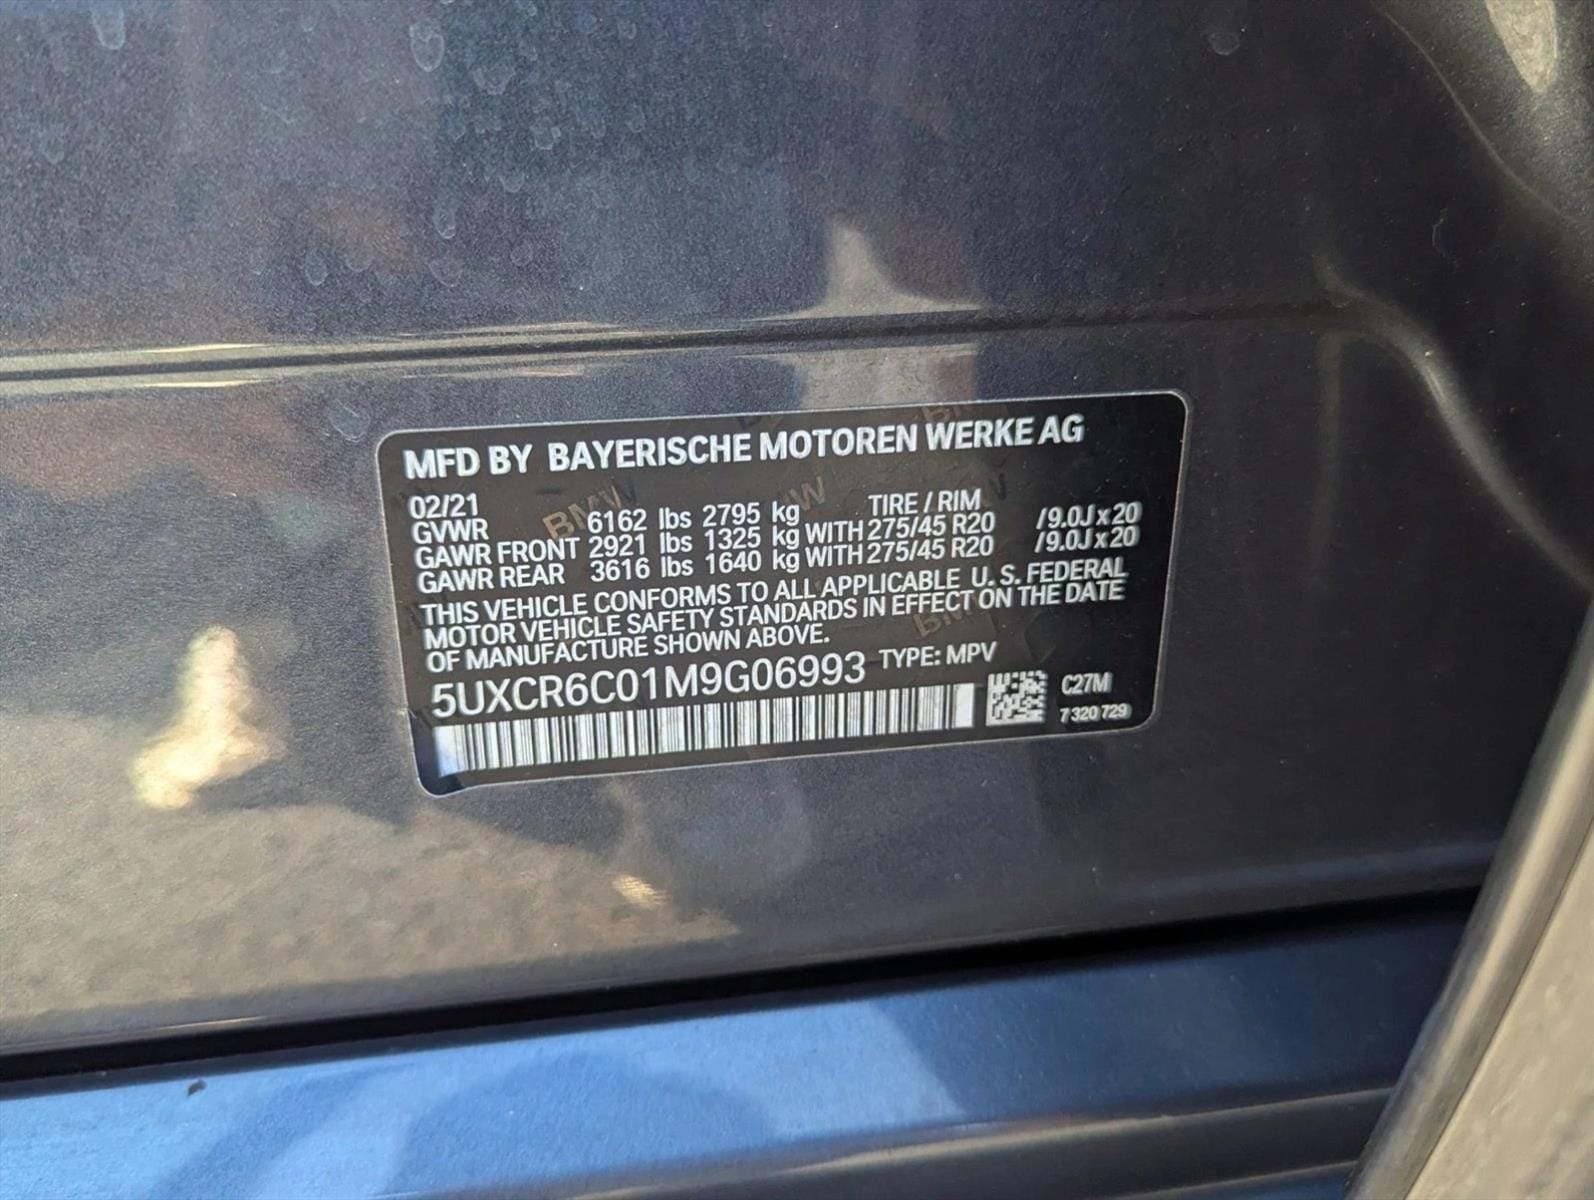 MFD BY BAYERISCHE MOTOREN WERKE AG
02/21 TIRE / RIM
GVWR 6162 lbs 2795 kg
GAWR FRONT 2921 lbs 1325 kg WITH 275/45 R20 /9.0J x 20
GAWR REAR 3616 lbs 1640 kg WITH 275/45 R20 /9.0J x 20
THIS VEHICLE CONFORMS TO ALL APPLICABLE U. S. FEDERAL
MOTOR VEHICLE SAFETY STANDARDS IN EFFECT ON THE DATE
OF MANUFACTURE SHOWN ABOVE.
5UXCR6C01M9G06993 TYPE: MPV
C27M
7 320 729